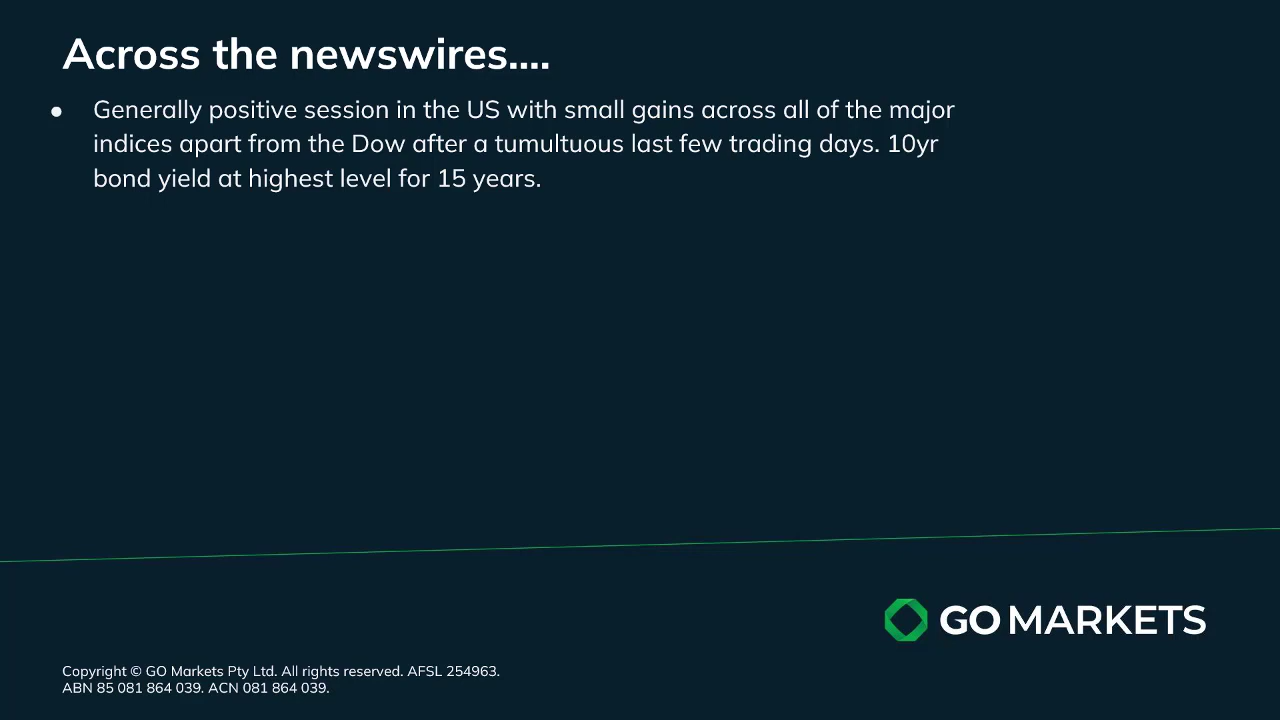 Across the newswires....
● Generally positive session in the US with small gains across all of the major
indices apart from the Dow after a tumultuous last few trading days. 10yr
bond yield at highest level for 15 years.
GO MARKETS
Copyright © GO Markets Pty Ltd. All rights reserved. AFSL 254963.
ABN 85 081 864 039. ACN 081 864 039.